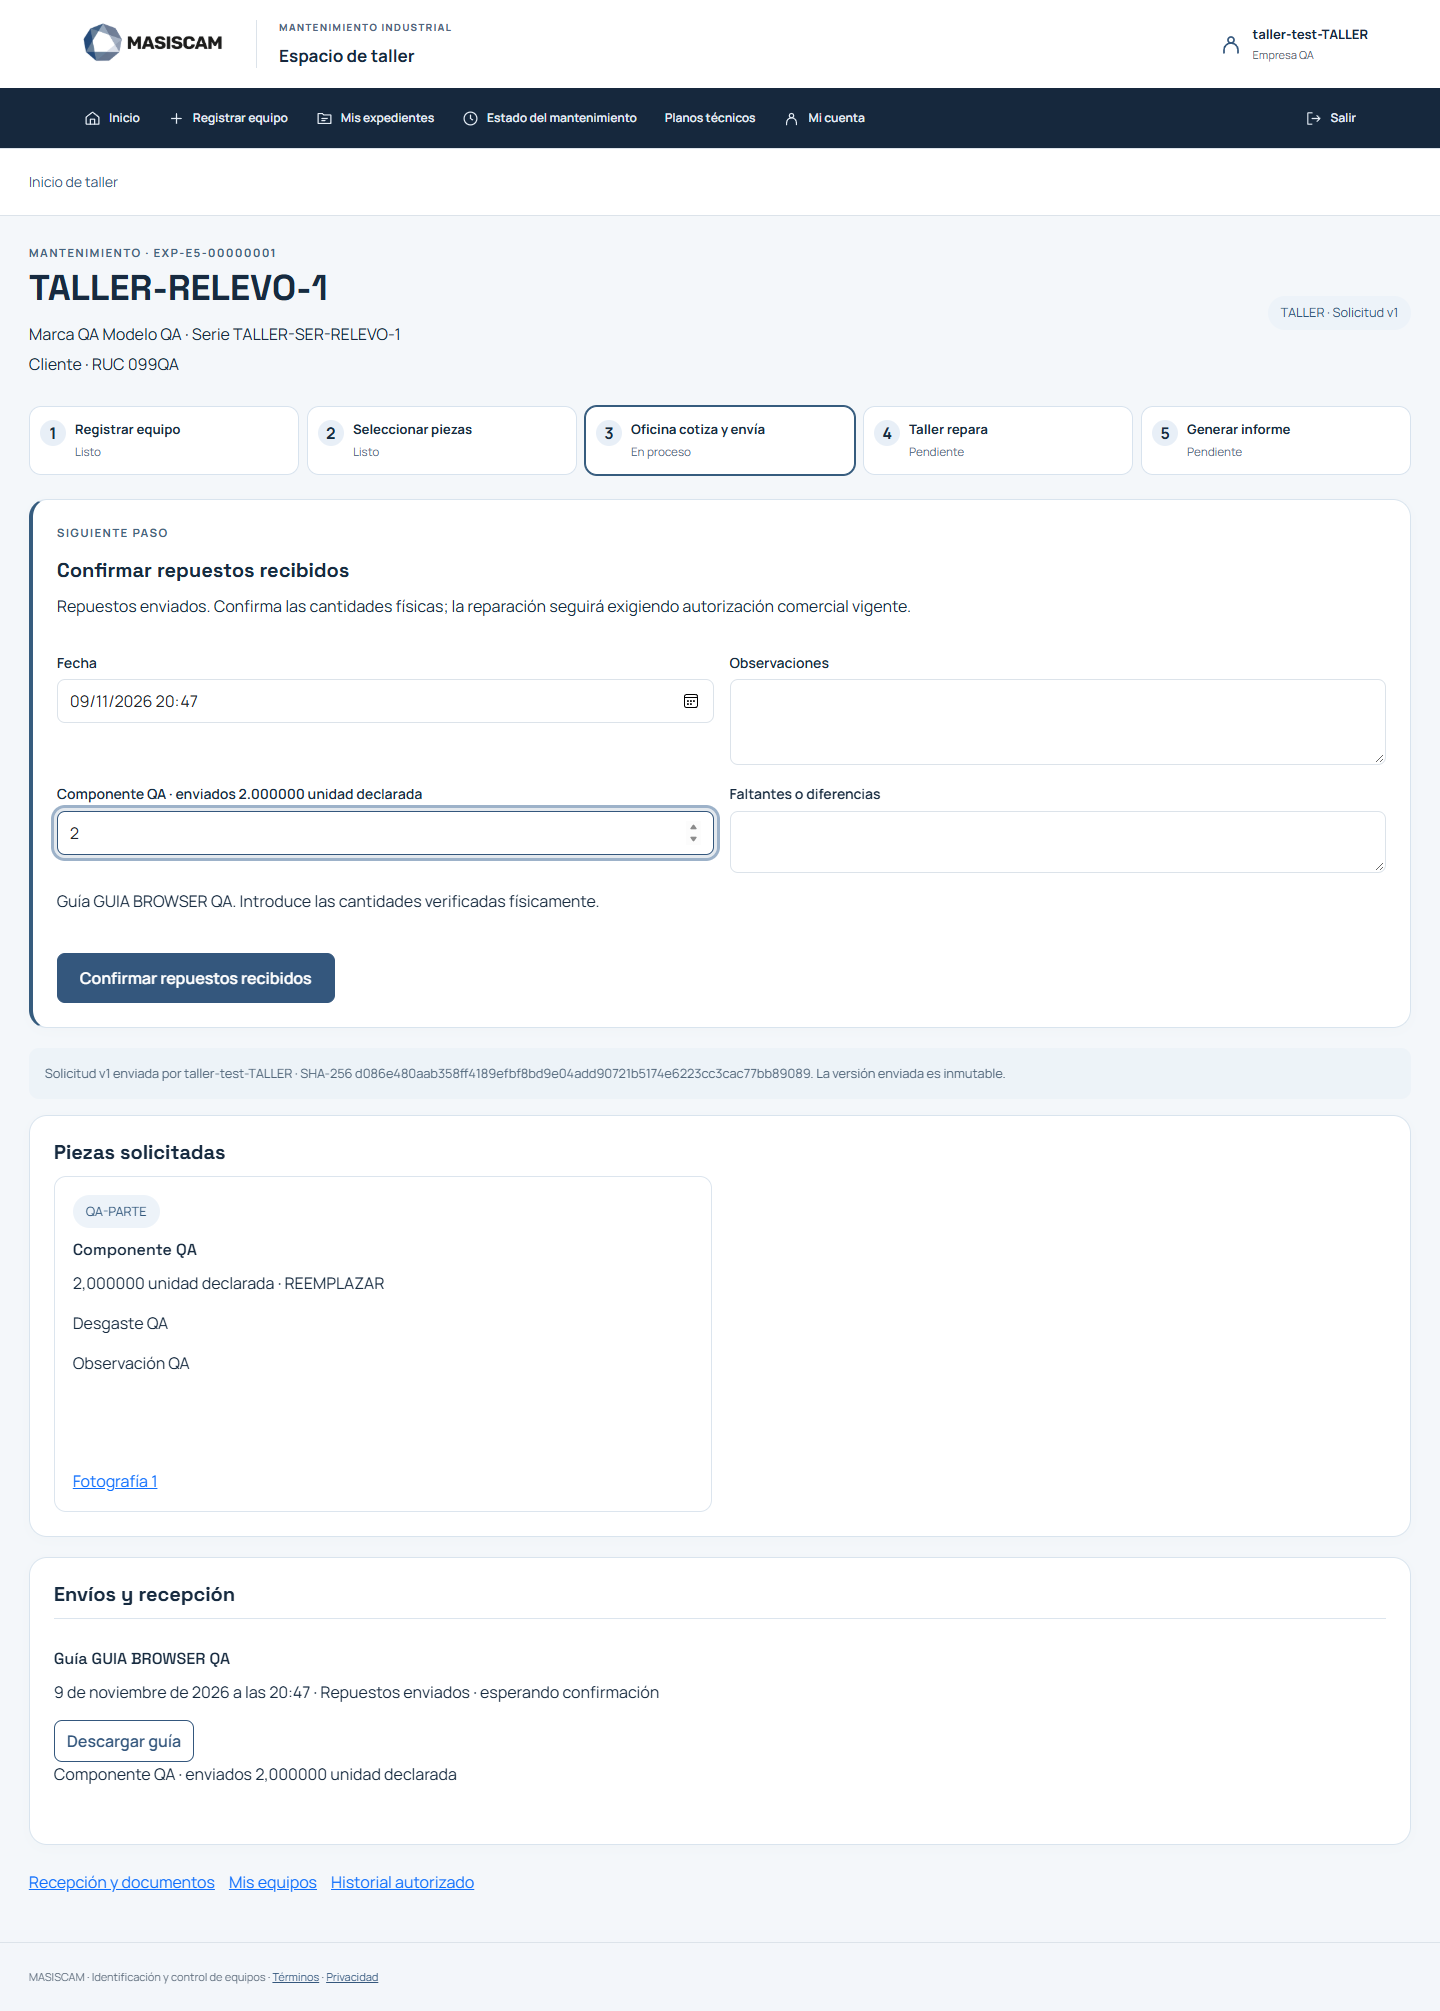 MASISCAM
MANTENIMIENTO INDUSTRIAL
Espacio de taller
taller-test-TALLER
Empresa QA
Inicio
Registrar equipo
Mis expedientes
Estado del mantenimiento
Planos técnicos
Mi cuenta
Salir
Inicio de taller
MANTENIMIENTO · EXP-E5-00000001
TALLER-RELEVO-1
Marca QA Modelo QA · Serie TALLER-SER-RELEVO-1
Cliente · RUC 099QA
TALLER · Solicitud v1
1 Registrar equipo
Listo
2 Seleccionar piezas
Listo
3 Oficina cotiza y envía
En proceso
4 Taller repara
Pendiente
5 Generar informe
Pendiente
SIGUIENTE PASO
Confirmar repuestos recibidos
Repuestos enviados. Confirma las cantidades físicas; la reparación seguirá exigiendo autorización comercial vigente.
Fecha
09/11/2026 20:47
Observaciones
Componente QA · enviados 2.000000 unidad declarada
2
Faltantes o diferencias
Guía GUIA BROWSER QA. Introduce las cantidades verificadas físicamente.
Confirmar repuestos recibidos
Solicitud v1 enviada por taller-test-TALLER · SHA-256 d086e480aab358ff4189efbf8bd9e04add90721b5174e6223cc3cac77bb89089. La versión enviada es inmutable.
Piezas solicitadas
QA-PARTE
Componente QA
2,000000 unidad declarada · REEMPLAZAR
Desgaste QA
Observación QA
Fotografía 1
Envíos y recepción
Guía GUIA BROWSER QA
9 de noviembre de 2026 a las 20:47 · Repuestos enviados · esperando confirmación
Descargar guía
Componente QA · enviados 2,000000 unidad declarada
Recepción y documentos
Mis equipos
Historial autorizado
MASISCAM · Identificación y control de equipos · Términos · Privacidad